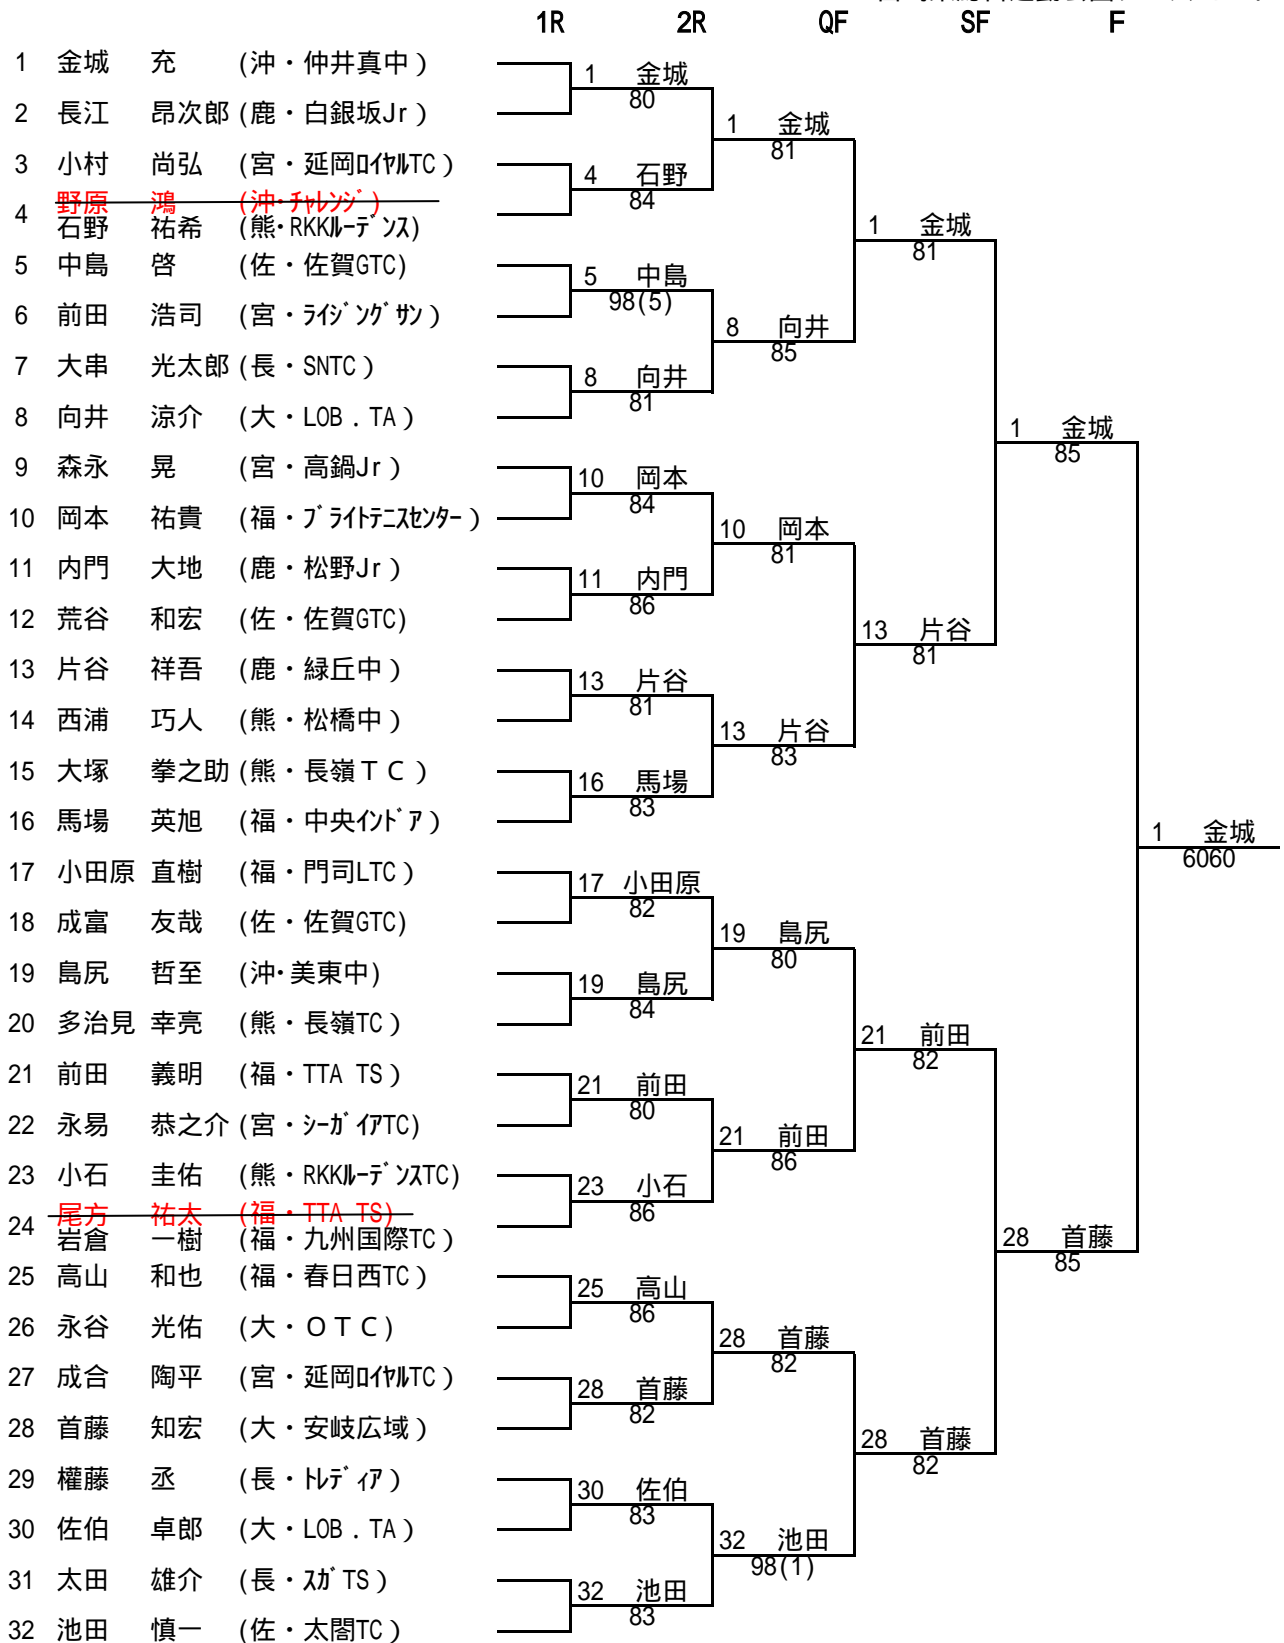 1R 2R QF SF F
1 金城 充 (沖・仲井真中)
1 金城
80
2 長江 昂次郎 (鹿・白銀坂Jr)
1 金城
81
3 小村 尚弘 (宮・延岡ロイヤルTC)
4 石野
84
野原 鴻 (沖・チャレンジ)
4 石野 祐希 (熊・RKKルーデンス)
1 金城
81
5 中島 啓 (佐・佐賀GTC)
5 中島
98(5)
6 前田 浩司 (宮・ライジングサン)
8 向井
85
7 大串 光太郎 (長・SNTC)
8 向井
81
8 向井 涼介 (大・LOB.TA)
1 金城
85
9 森永 晃 (宮・高鍋Jr)
10 岡本
84
10 岡本 祐貴 (福・ブライトテニスセンター)
10 岡本
81
11 内門 大地 (鹿・松野Jr)
11 内門
86
12 荒谷 和宏 (佐・佐賀GTC)
13 片谷
81
13 片谷 祥吾 (鹿・緑丘中)
13 片谷
81
14 西浦 巧人 (熊・松橋中)
13 片谷
83
15 大塚 拳之助 (熊・長嶺TC)
16 馬場
83
16 馬場 英旭 (福・中央インドア)
1 金城
6060
17 小田原 直樹 (福・門司LTC)
17 小田原
82
18 成富 友哉 (佐・佐賀GTC)
19 島尻
80
19 島尻 哲至 (沖・美東中)
19 島尻
84
20 多治見 幸亮 (熊・長嶺TC)
21 前田
82
21 前田 義明 (福・TTA TS)
21 前田
80
22 永易 恭之介 (宮・シーガイアTC)
21 前田
86
23 小石 圭佑 (熊・RKKルーデンスTC)
23 小石
86
尾方 祐太 (福・TTA TS)
24 岩倉 一樹 (福・九州国際TC)
28 首藤
85
25 高山 和也 (福・春日西TC)
25 高山
86
26 永谷 光佑 (大・OTC)
28 首藤
82
27 成合 陶平 (宮・延岡ロイヤルTC)
28 首藤
82
28 首藤 知宏 (大・安岐広域)
28 首藤
82
29 權藤 丞 (長・トレディア)
30 佐伯
83
30 佐伯 卓郎 (大・LOB.TA)
32 池田
98(1)
31 太田 雄介 (長・スガTS)
32 池田
83
32 池田 慎一 (佐・太閤TC)